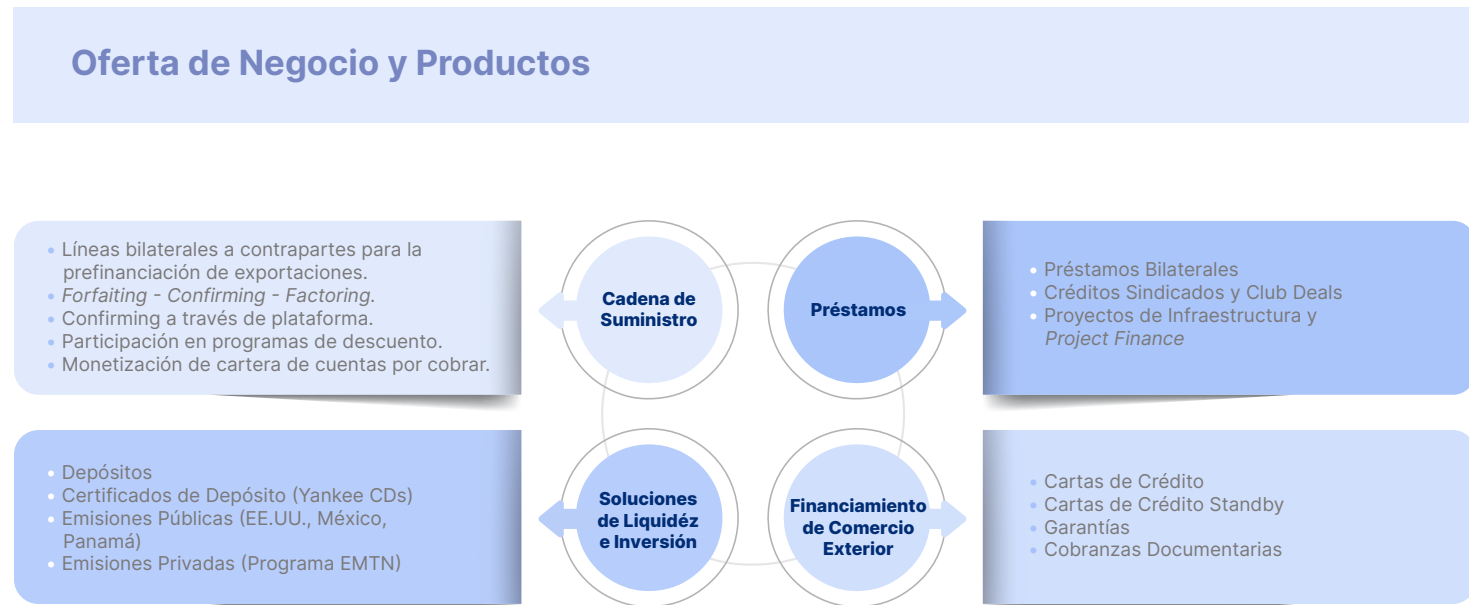 Oferta de Negocio y Productos
• Líneas bilaterales a contrapartes para la
prefinanciación de exportaciones.
• Forfaiting - Confirming - Factoring.
• Confirming a través de plataforma.
• Participación en programas de descuento.
• Monetización de cartera de cuentas por cobrar.
Cadena de
Suministro
Préstamos
• Préstamos Bilaterales
• Créditos Sindicados y Club Deals
• Proyectos de Infraestructura y
Project Finance
• Depósitos
• Certificados de Depósito (Yankee CDs)
• Emisiones Públicas (EE.UU., México,
Panamá)
• Emisiones Privadas (Programa EMTN)
Soluciones
de Liquidéz
e Inversión
Financiamiento
de Comercio
Exterior
• Cartas de Crédito
• Cartas de Crédito Standby
• Garantías
• Cobranzas Documentarias